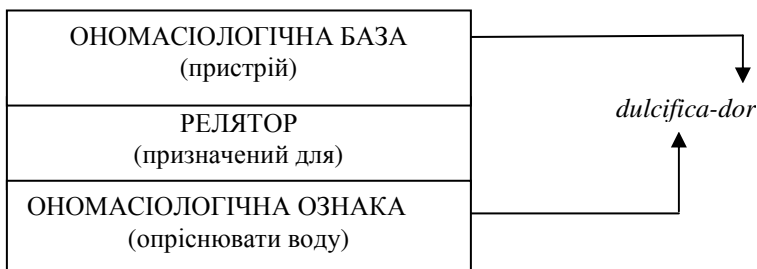 ОНОМАСІОЛОГІЧНА БАЗА
(пристрій)
dulcifica-dor
РЕЛЯТОР
(призначений для)
ОНОМАСІОЛОГІЧНА ОЗНАКА
(опріснювати воду)